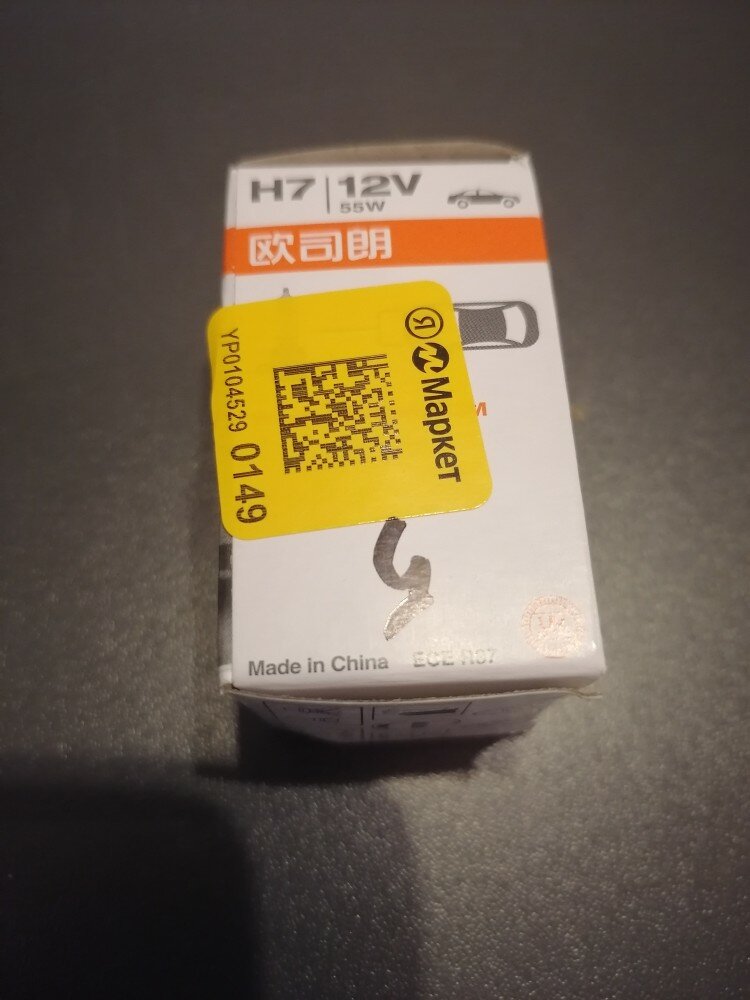 H7 12V
55W
欧司朗
Я Маркет
YP0104529 0149
Made in China ECE R37